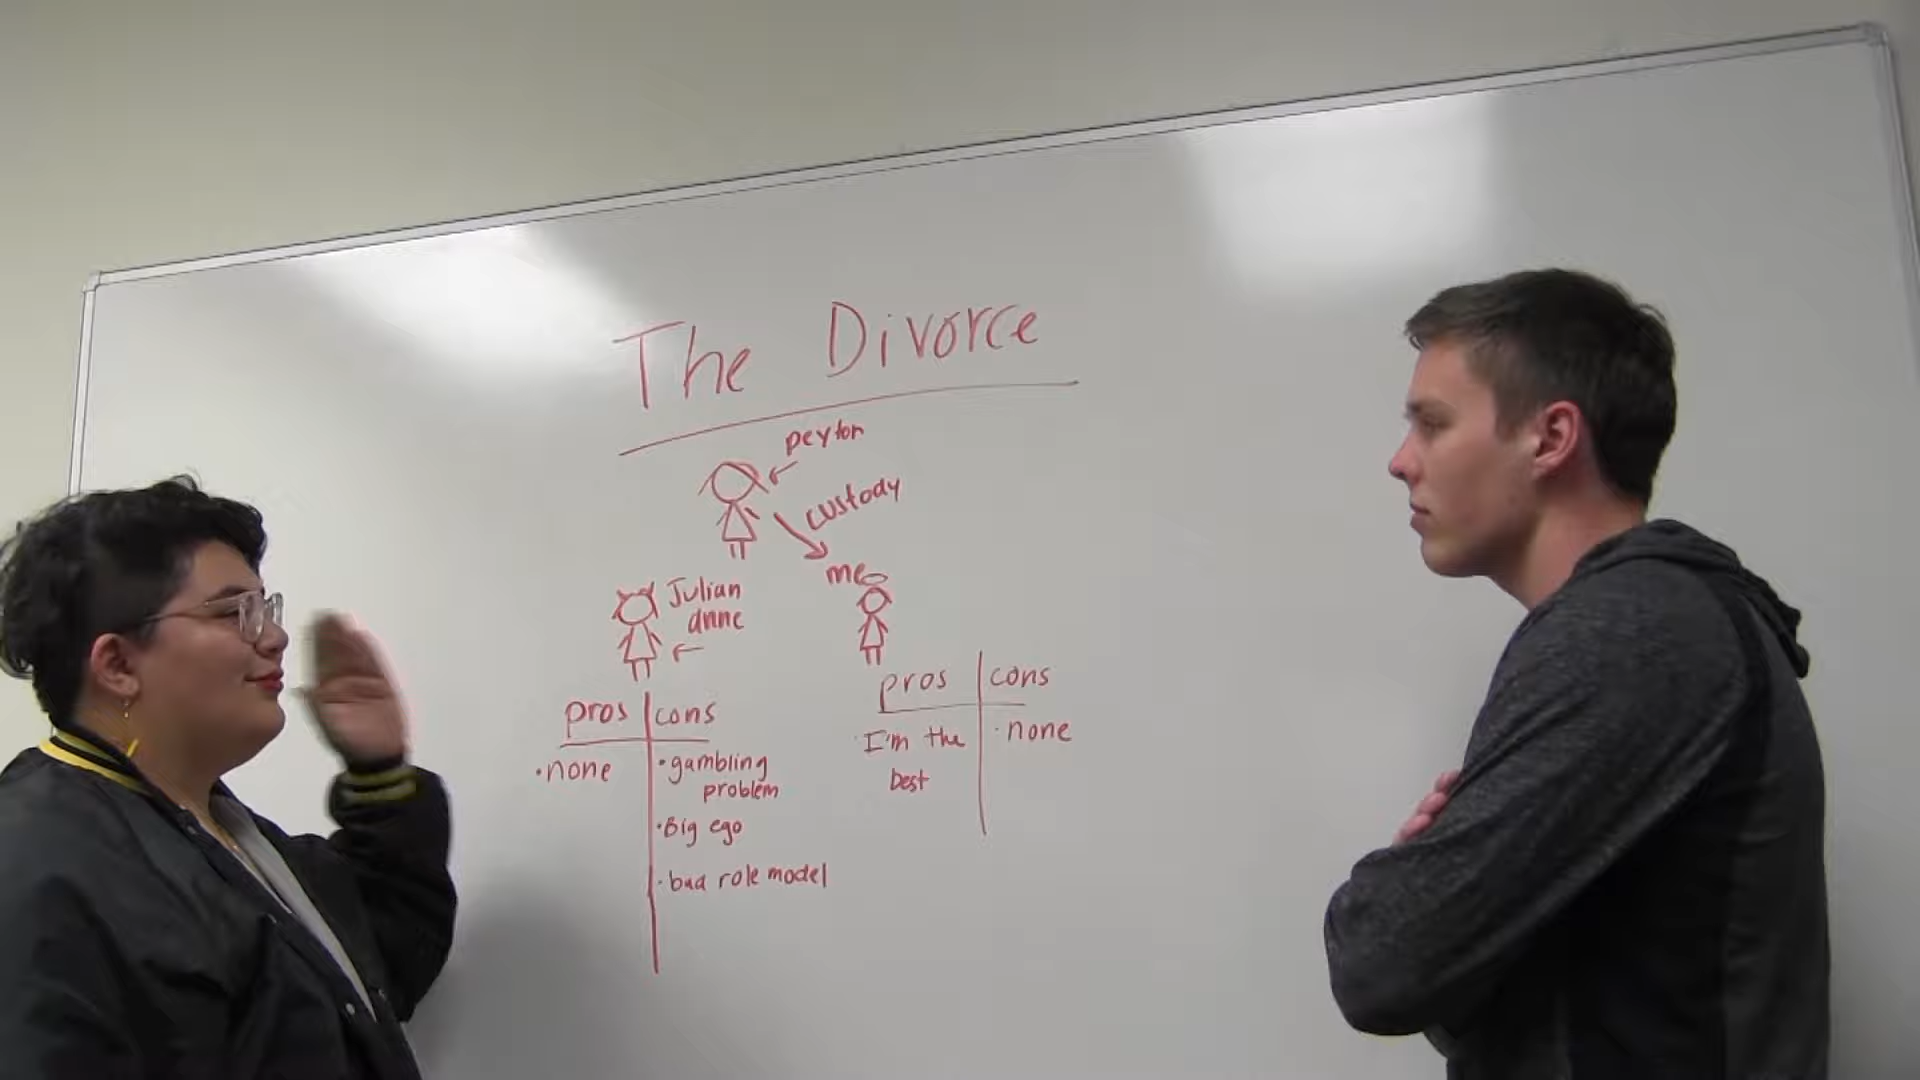 The Divorce
peyton
custody
me
Julian
anne
pros cons
•none
•gambling
problem
•Big ego
•bad role model
pros cons
•I'm the
best
•none